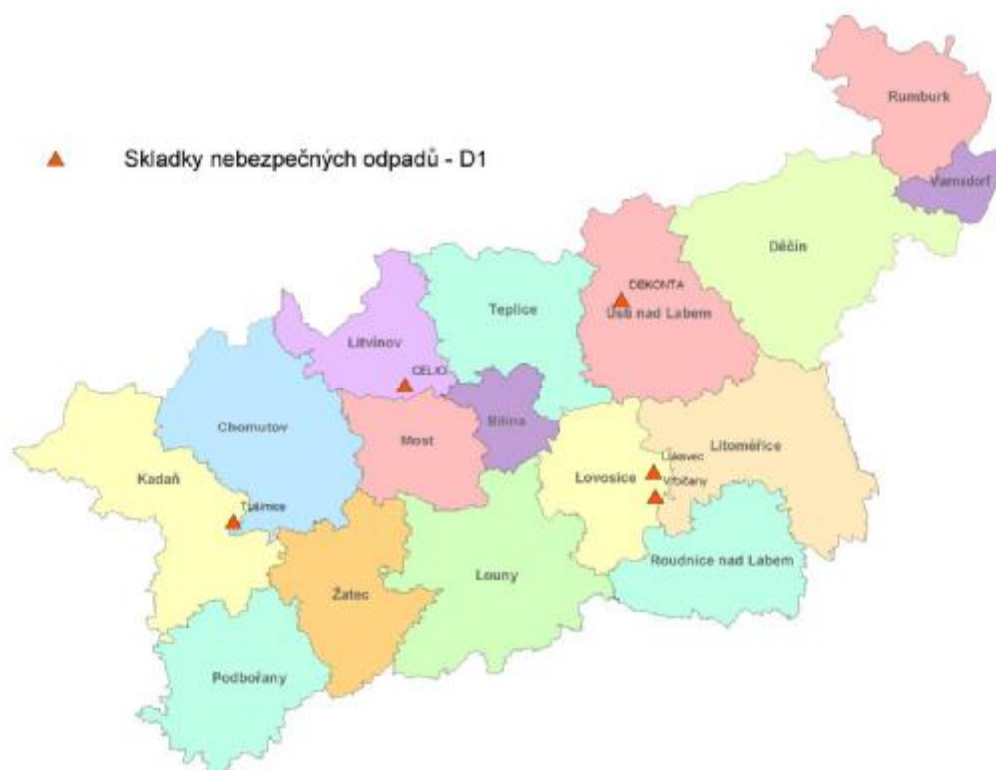 Rumburk
Skladky nebezpečných odpadů - D1
Varnsdorf
Děčín
DEKONTA
Teplice
Ústí nad Labem
Litvínov
CELIO
Bílina
Chomutov
Most
Litoměřice
Lukavec
Kadaň
Lovosice
Vrbičany
Tušimice
Roudnice nad Labem
Louny
Žatec
Podbořany